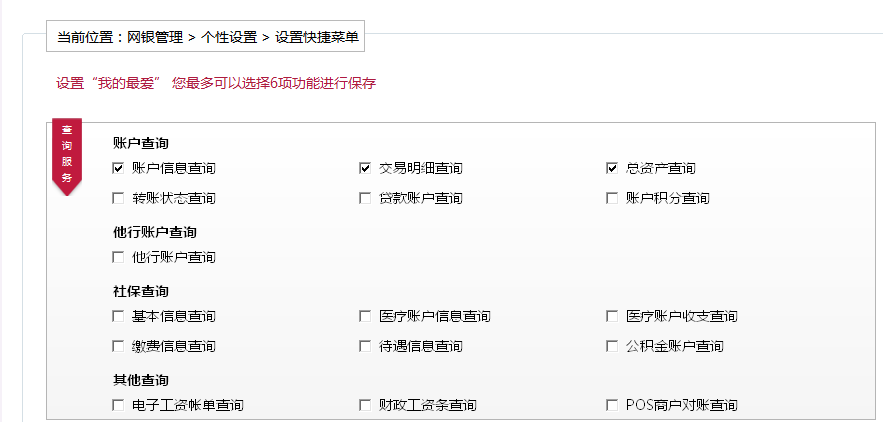 当前位置：网银管理 > 个性设置 > 设置快捷菜单
设置“我的最爱” 您最多可以选择6项功能进行保存
查询服务
账户查询
账户信息查询 交易明细查询 总资产查询
转账状态查询 贷款账户查询 账户积分查询
他行账户查询
他行账户查询
社保查询
基本信息查询 医疗账户信息查询 医疗账户收支查询
缴费信息查询 待遇信息查询 公积金账户查询
其他查询
电子工资帐单查询 财政工资条查询 POS商户对账查询